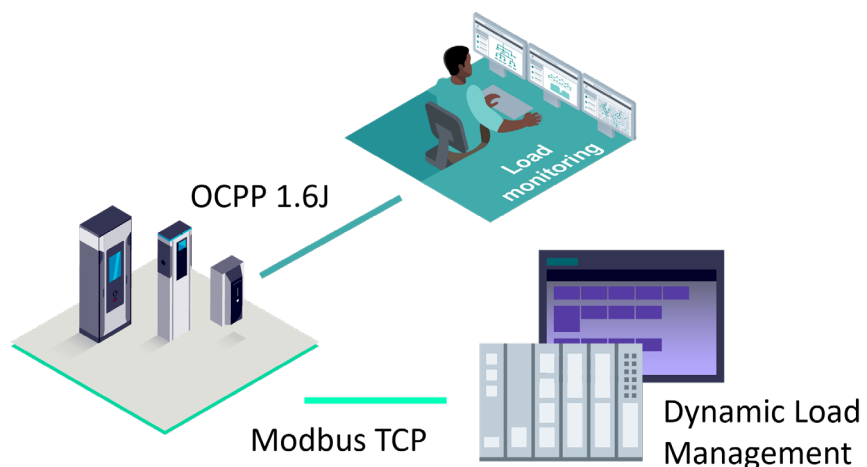 Load
monitoring
OCPP 1.6J
Modbus TCP
Dynamic Load
Management